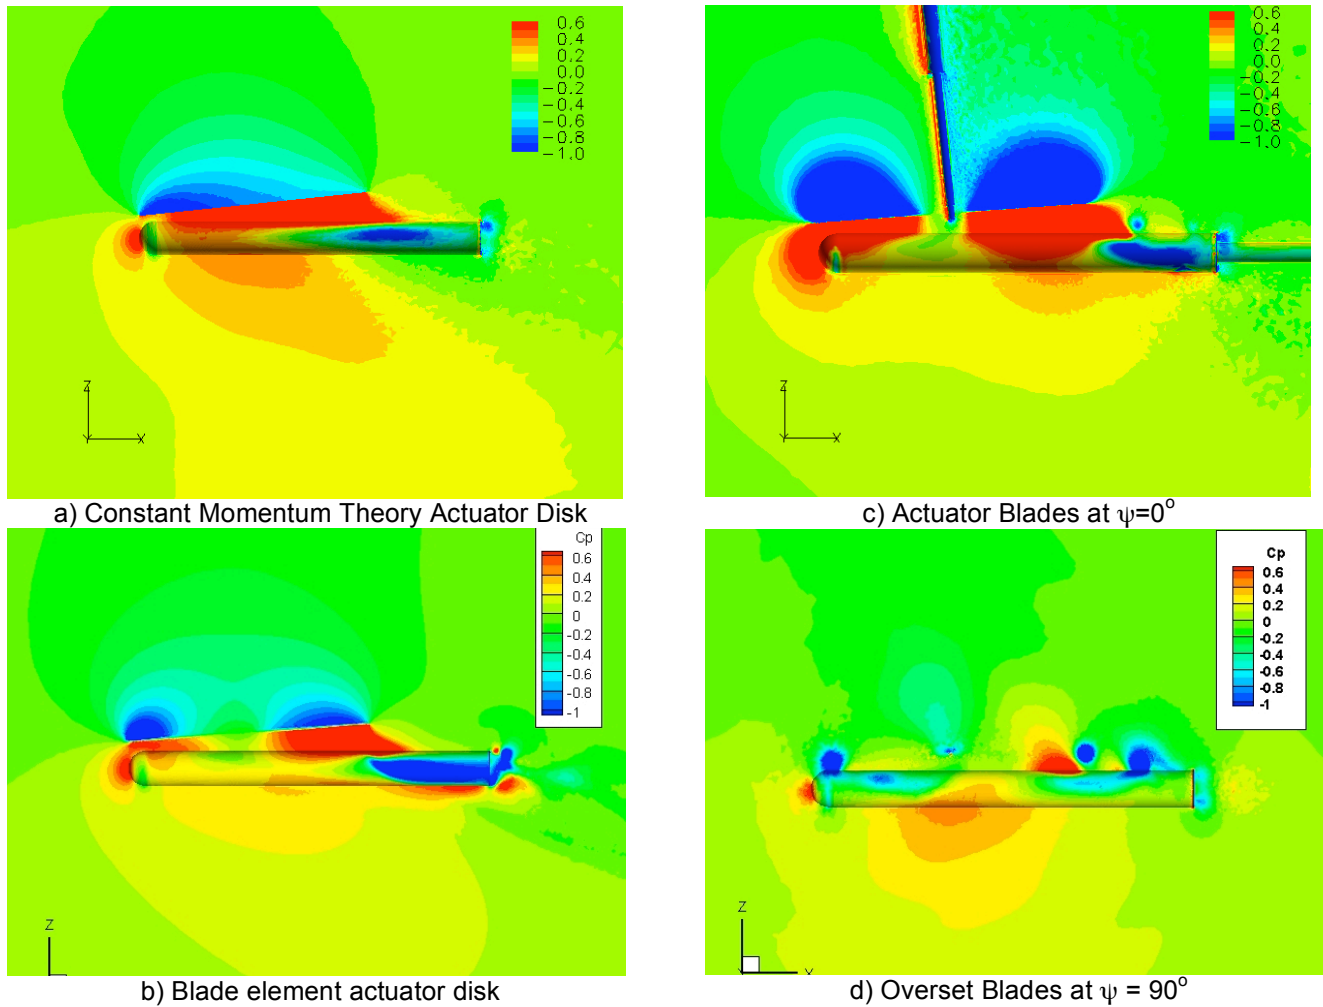 0.6
0.4
0.2
0.0
-0.2
-0.4
-0.6
-0.8
-1.0
Z
Y X
a) Constant Momentum Theory Actuator Disk
0.6
0.4
0.2
-0.0
-0.2
-0.4
-0.6
-0.8
-1.0
Z
Y X
c) Actuator Blades at ψ=0°
Cp
0.6
0.4
0.2
0
-0.2
-0.4
-0.6
-0.8
-1
Z
b) Blade element actuator disk
Cp
0.6
0.4
0.2
0
-0.2
-0.4
-0.6
-0.8
-1
Z
X
d) Overset Blades at ψ = 90°